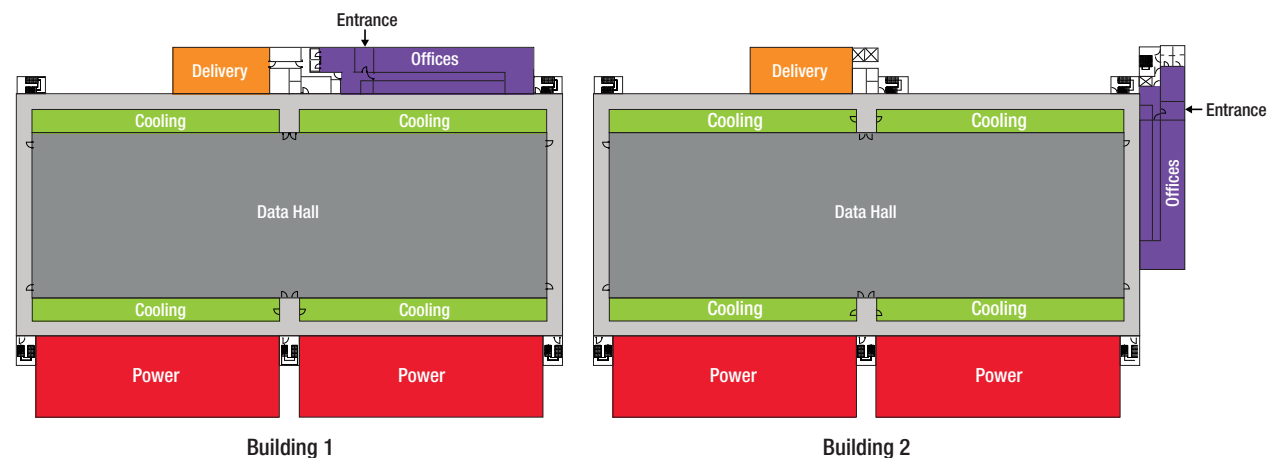 Entrance
Delivery
Offices
Cooling
Cooling
Data Hall
Cooling
Cooling
Power
Power
Building 1
Delivery
Cooling
Cooling
Entrance
Offices
Data Hall
Cooling
Cooling
Power
Power
Building 2